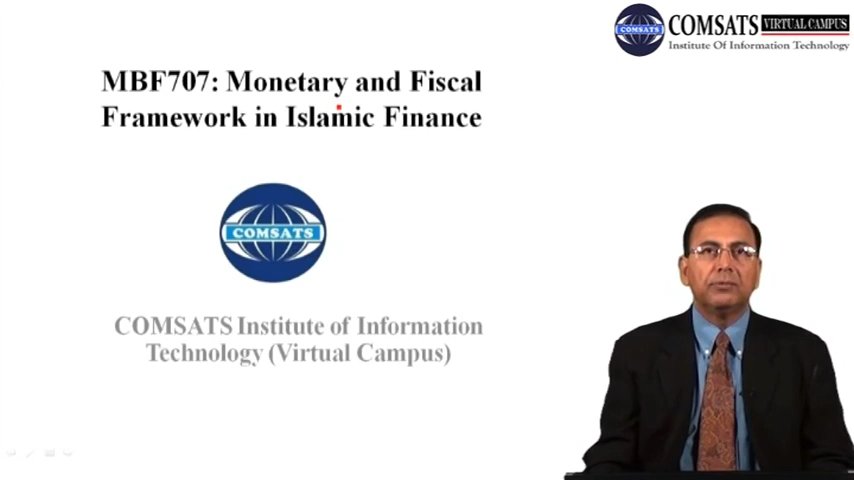 COMSATS
COMSATS VIRTUAL CAMPUS
Institute Of Information Technology
MBF707: Monetary and Fiscal
Framework in Islamic Finance
COMSATS
COMSATS Institute of Information
Technology (Virtual Campus)